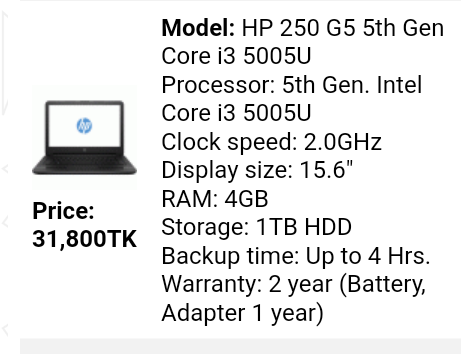 Model: HP 250 G5 5th Gen
Core i3 5005U
Processor: 5th Gen. Intel
Core i3 5005U
Clock speed: 2.0GHz
Display size: 15.6"
RAM: 4GB
Storage: 1TB HDD
Backup time: Up to 4 Hrs.
Warranty: 2 year (Battery,
Adapter 1 year)
hp
Price:
31,800TK